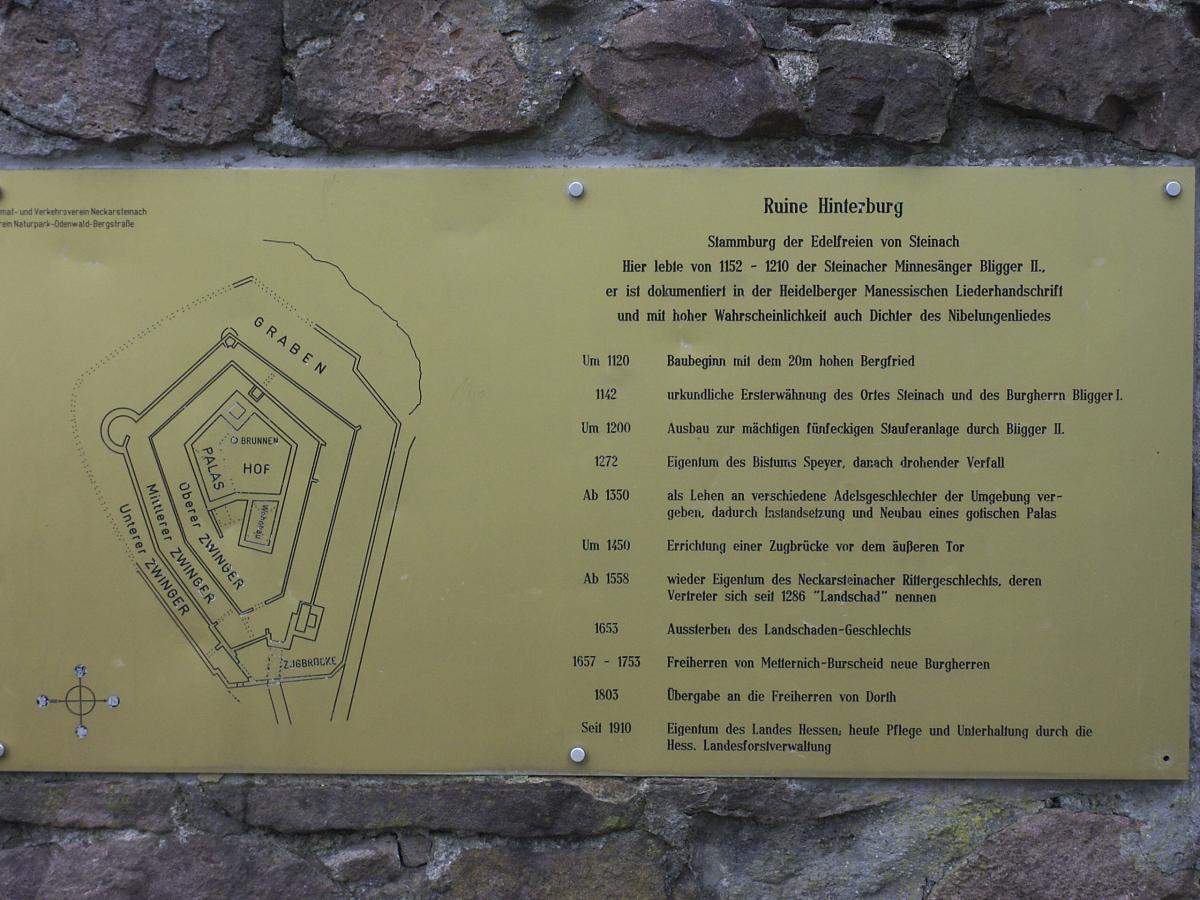 mat- und Verkehrsverein Neckarsteinach
rein Naturpark-Odenwald-Bergstraße
GRABEN
BRUNNEN
HOF
PALAS
Wohnbau
Oberer ZWINGER
Mittlerer ZWINGER
Unterer ZWINGER
ZUGBRÜCKE
Ruine Hinterburg
Stammburg der Edelfreien von Steinach
Hier lebte von 1152 - 1210 der Steinacher Minnesänger Bligger II.,
er ist dokumentiert in der Heidelberger Manessischen Liederhandschrift
und mit hoher Wahrscheinlichkeit auch Dichter des Nibelungenliedes
Um 1120 Baubeginn mit dem 20m hohen Bergfried
1142 urkundliche Ersterwähnung des Ortes Steinach und des Burgherrn Bligger I.
Um 1200 Ausbau zur mächtigen fünfeckigen Stauferanlage durch Bligger II.
1272 Eigentum des Bistums Speyer, danach drohender Verfall
Ab 1350 als Lehen an verschiedene Adelsgeschlechter der Umgebung ver-
geben, dadurch Instandsetzung und Neubau eines gotischen Palas
Um 1450 Errichtung einer Zugbrücke vor dem äußeren Tor
Ab 1558 wieder Eigentum des Neckarsteinacher Rittergeschlechts, deren
Vertreter sich seit 1286 "Landschad" nennen
1653 Aussterben des Landschaden-Geschlechts
1657 - 1753 Freiherren von Metternich-Burscheid neue Burgherren
1803 Übergabe an die Freiherren von Dorth
Seit 1910 Eigentum des Landes Hessen; heute Pflege und Unterhaltung durch die
Hess. Landesforstverwaltung